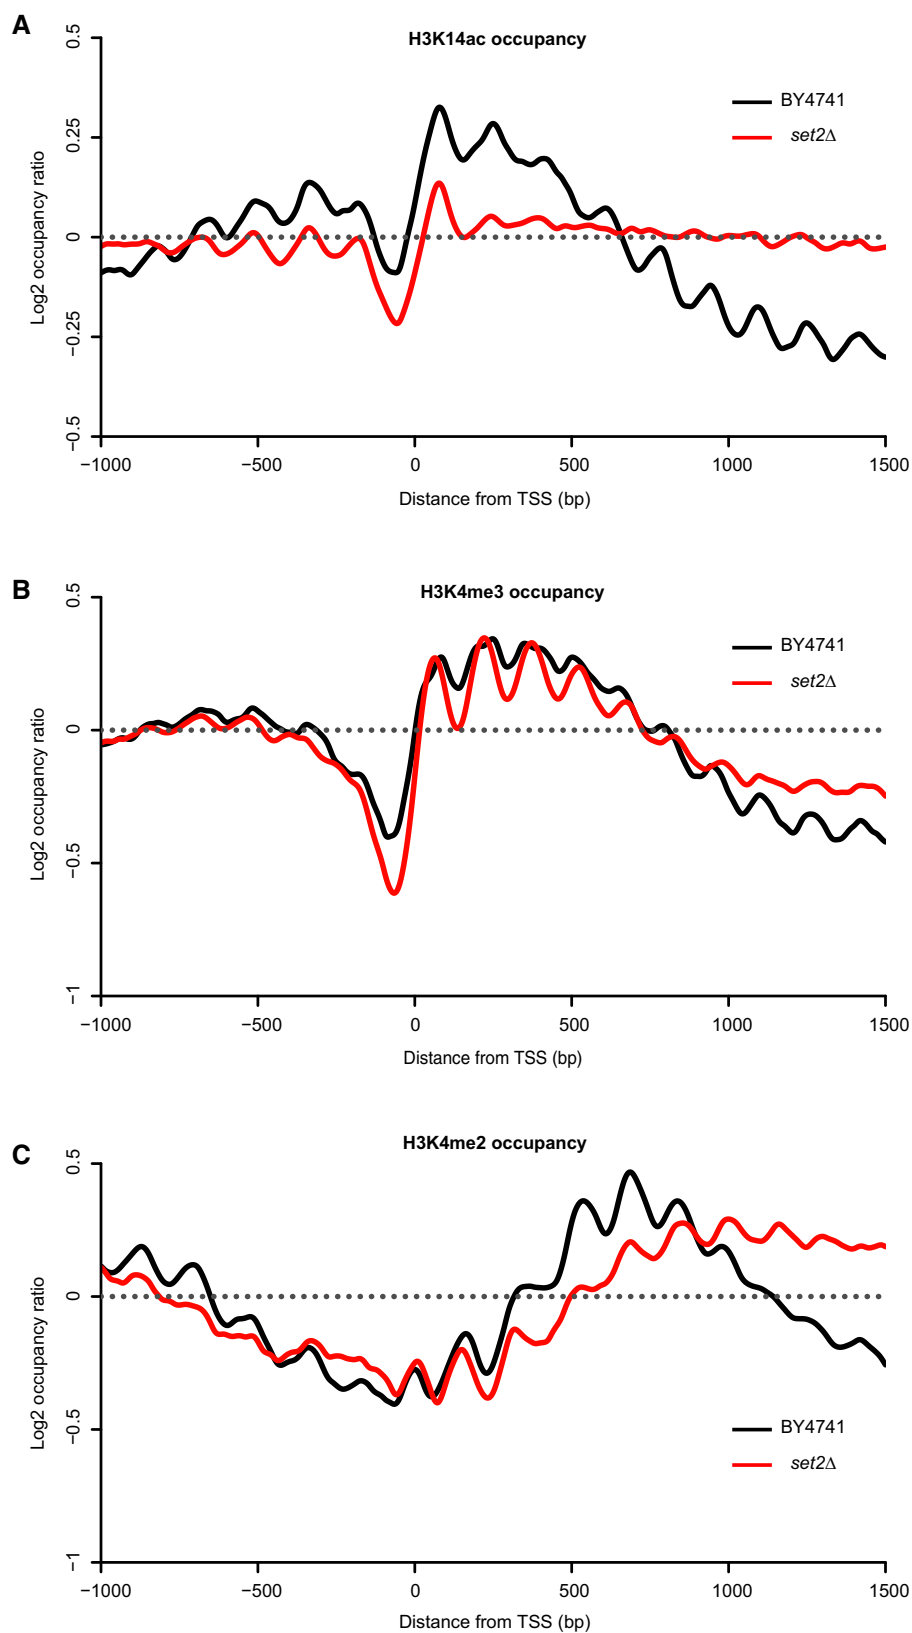 A
H3K14ac occupancy
0.5
0.25
0
−0.25
−0.5
Log2 occupancy ratio
BY4741
set2Δ
−1000 −500 0 500 1000 1500
Distance from TSS (bp)
B
H3K4me3 occupancy
0.5
0
−0.5
−1
Log2 occupancy ratio
BY4741
set2Δ
−1000 −500 0 500 1000 1500
Distance from TSS (bp)
C
H3K4me2 occupancy
0.5
0
−0.5
−1
Log2 occupancy ratio
BY4741
set2Δ
−1000 −500 0 500 1000 1500
Distance from TSS (bp)